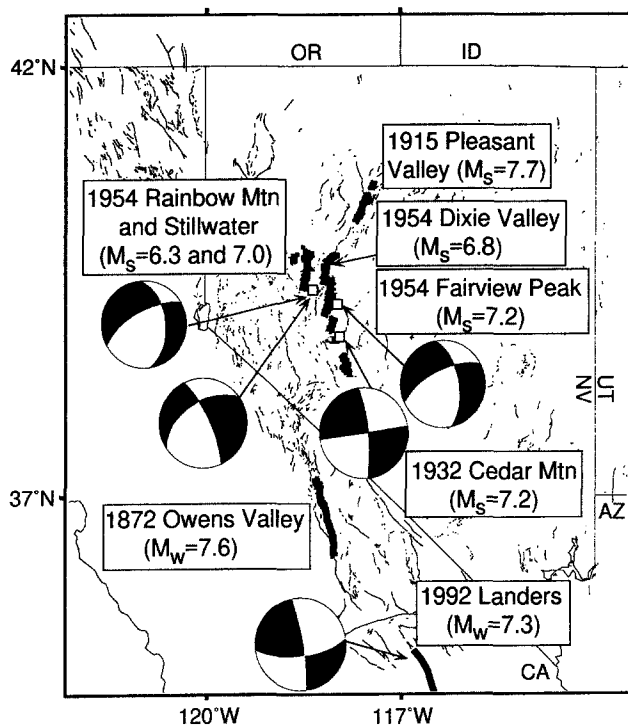 OR
ID
42°N
1915 Pleasant
Valley (MS=7.7)
1954 Rainbow Mtn
and Stillwater
(MS=6.3 and 7.0)
1954 Dixie Valley
(MS=6.8)
1954 Fairview Peak
(MS=7.2)
UT
NV
1932 Cedar Mtn
(MS=7.2)
37°N
AZ
1872 Owens Valley
(MW=7.6)
1992 Landers
(MW=7.3)
CA
120°W
117°W